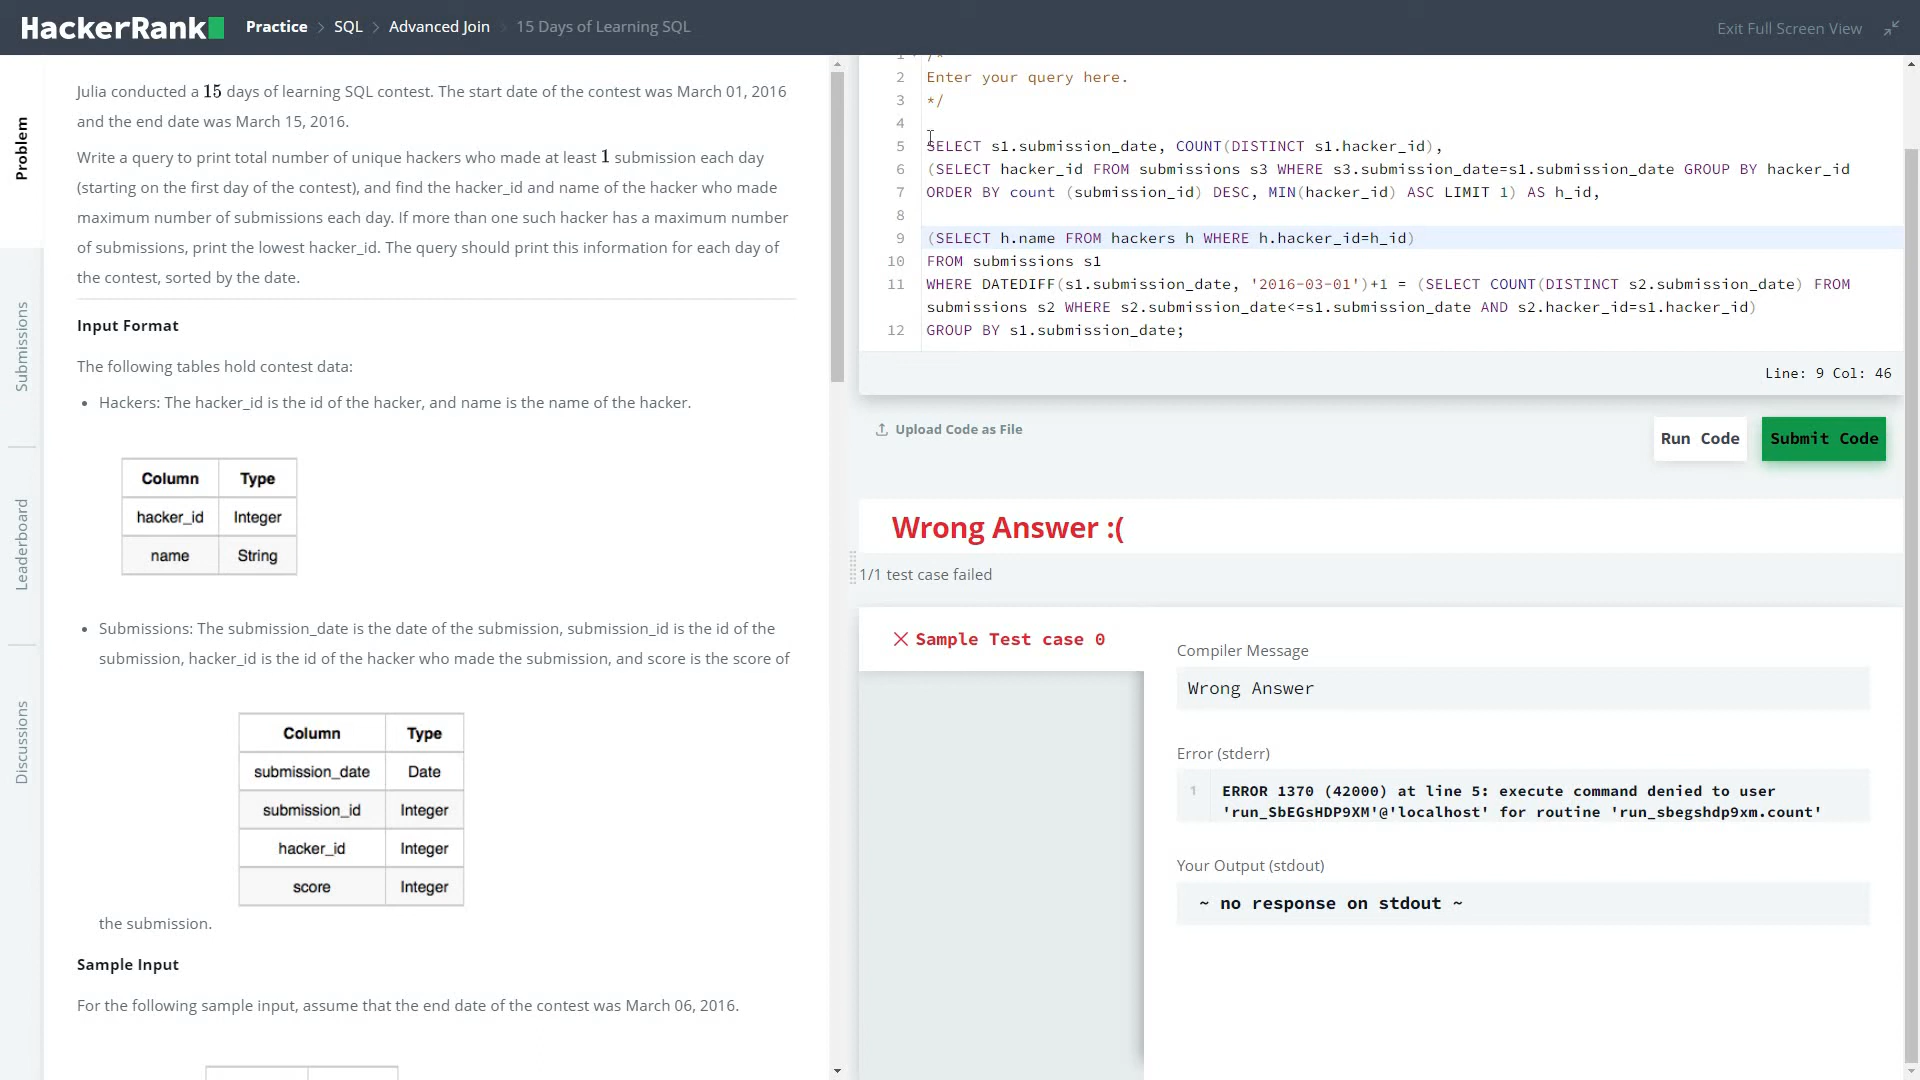 HackerRank
Practice > SQL > Advanced Join > 15 Days of Learning SQL
Exit Full Screen View
Problem
Submissions
Leaderboard
Discussions
Julia conducted a 15 days of learning SQL contest. The start date of the contest was March 01, 2016
and the end date was March 15, 2016.
Write a query to print total number of unique hackers who made at least 1 submission each day
(starting on the first day of the contest), and find the hacker_id and name of the hacker who made
maximum number of submissions each day. If more than one such hacker has a maximum number
of submissions, print the lowest hacker_id. The query should print this information for each day of
the contest, sorted by the date.
Input Format
The following tables hold contest data:
• Hackers: The hacker_id is the id of the hacker, and name is the name of the hacker.
Column Type
hacker_id Integer
name String
• Submissions: The submission_date is the date of the submission, submission_id is the id of the
submission, hacker_id is the id of the hacker who made the submission, and score is the score of
Column Type
submission_date Date
submission_id Integer
hacker_id Integer
score Integer
the submission.
Sample Input
For the following sample input, assume that the end date of the contest was March 06, 2016.
1 /*
2 Enter your query here.
3 */
4
5 SELECT s1.submission_date, COUNT(DISTINCT s1.hacker_id),
6 (SELECT hacker_id FROM submissions s3 WHERE s3.submission_date=s1.submission_date GROUP BY hacker_id
7 ORDER BY count (submission_id) DESC, MIN(hacker_id) ASC LIMIT 1) AS h_id,
8
9 (SELECT h.name FROM hackers h WHERE h.hacker_id=h_id)
10 FROM submissions s1
11 WHERE DATEDIFF(s1.submission_date, '2016-03-01')+1 = (SELECT COUNT(DISTINCT s2.submission_date) FROM
submissions s2 WHERE s2.submission_date<=s1.submission_date AND s2.hacker_id=s1.hacker_id)
12 GROUP BY s1.submission_date;
Line: 9 Col: 46
Upload Code as File
Run Code
Submit Code
Wrong Answer :(
1/1 test case failed
Sample Test case 0
Compiler Message
Wrong Answer
Error (stderr)
1 ERROR 1370 (42000) at line 5: execute command denied to user
'run_SbEGsHDP9XM'@'localhost' for routine 'run_sbegshdp9xm.count'
Your Output (stdout)
~ no response on stdout ~